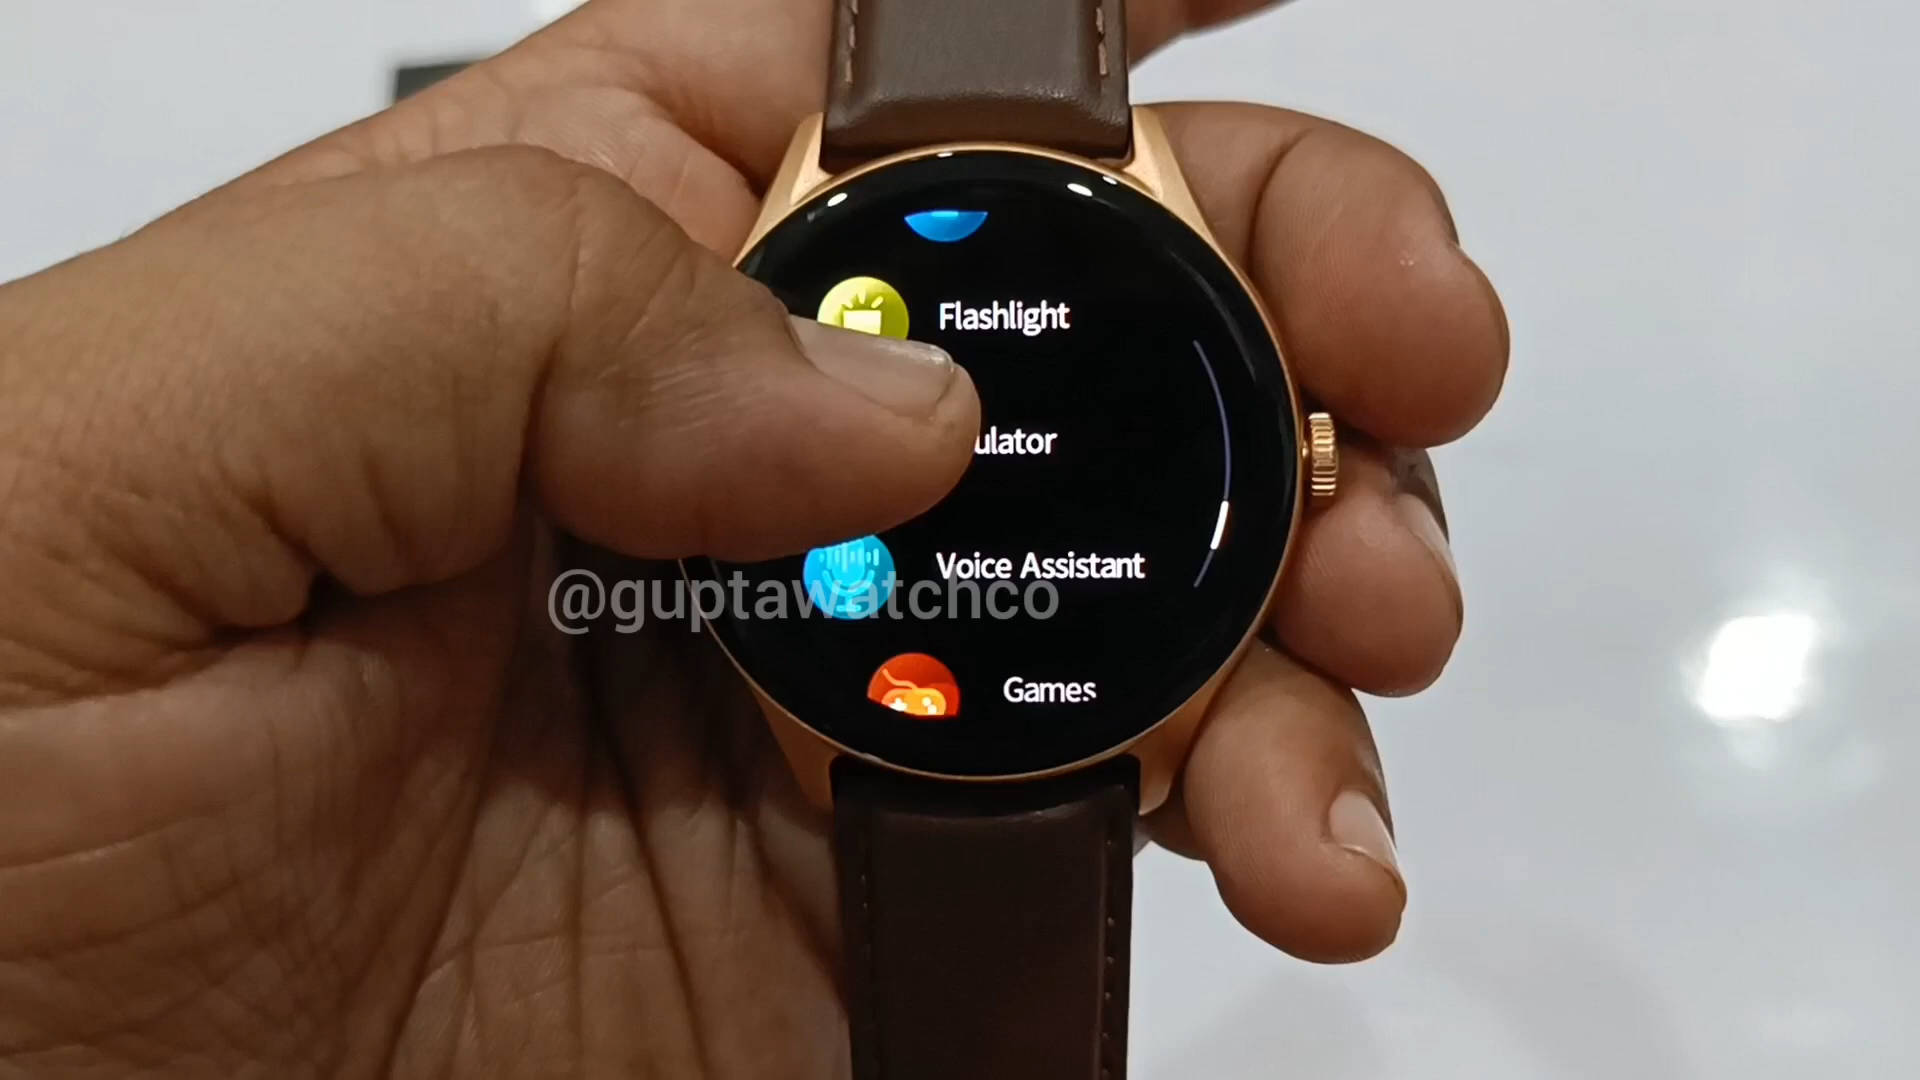 Flashlight
ulator
Voice Assistant
@guptawatchco
Games